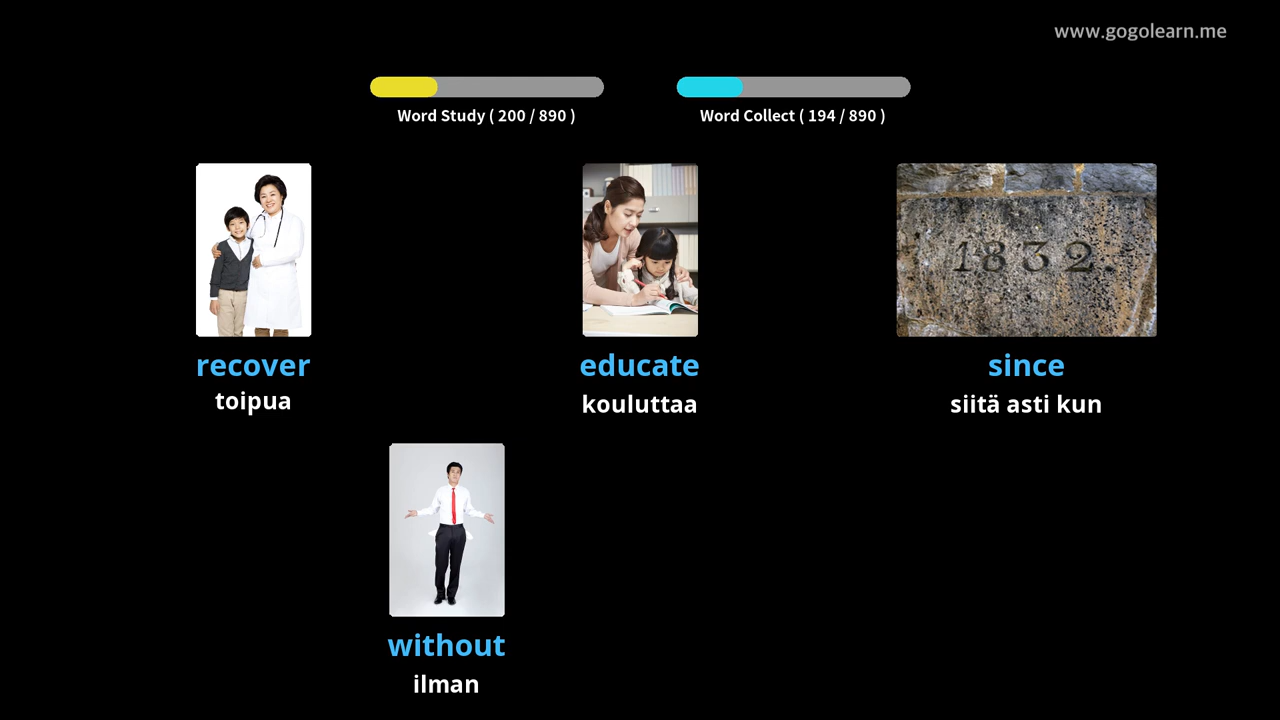 www.gogolearn.me
Word Study ( 200 / 890 )
Word Collect ( 194 / 890 )
1832.
recover
toipua
educate
kouluttaa
since
siitä asti kun
without
ilman